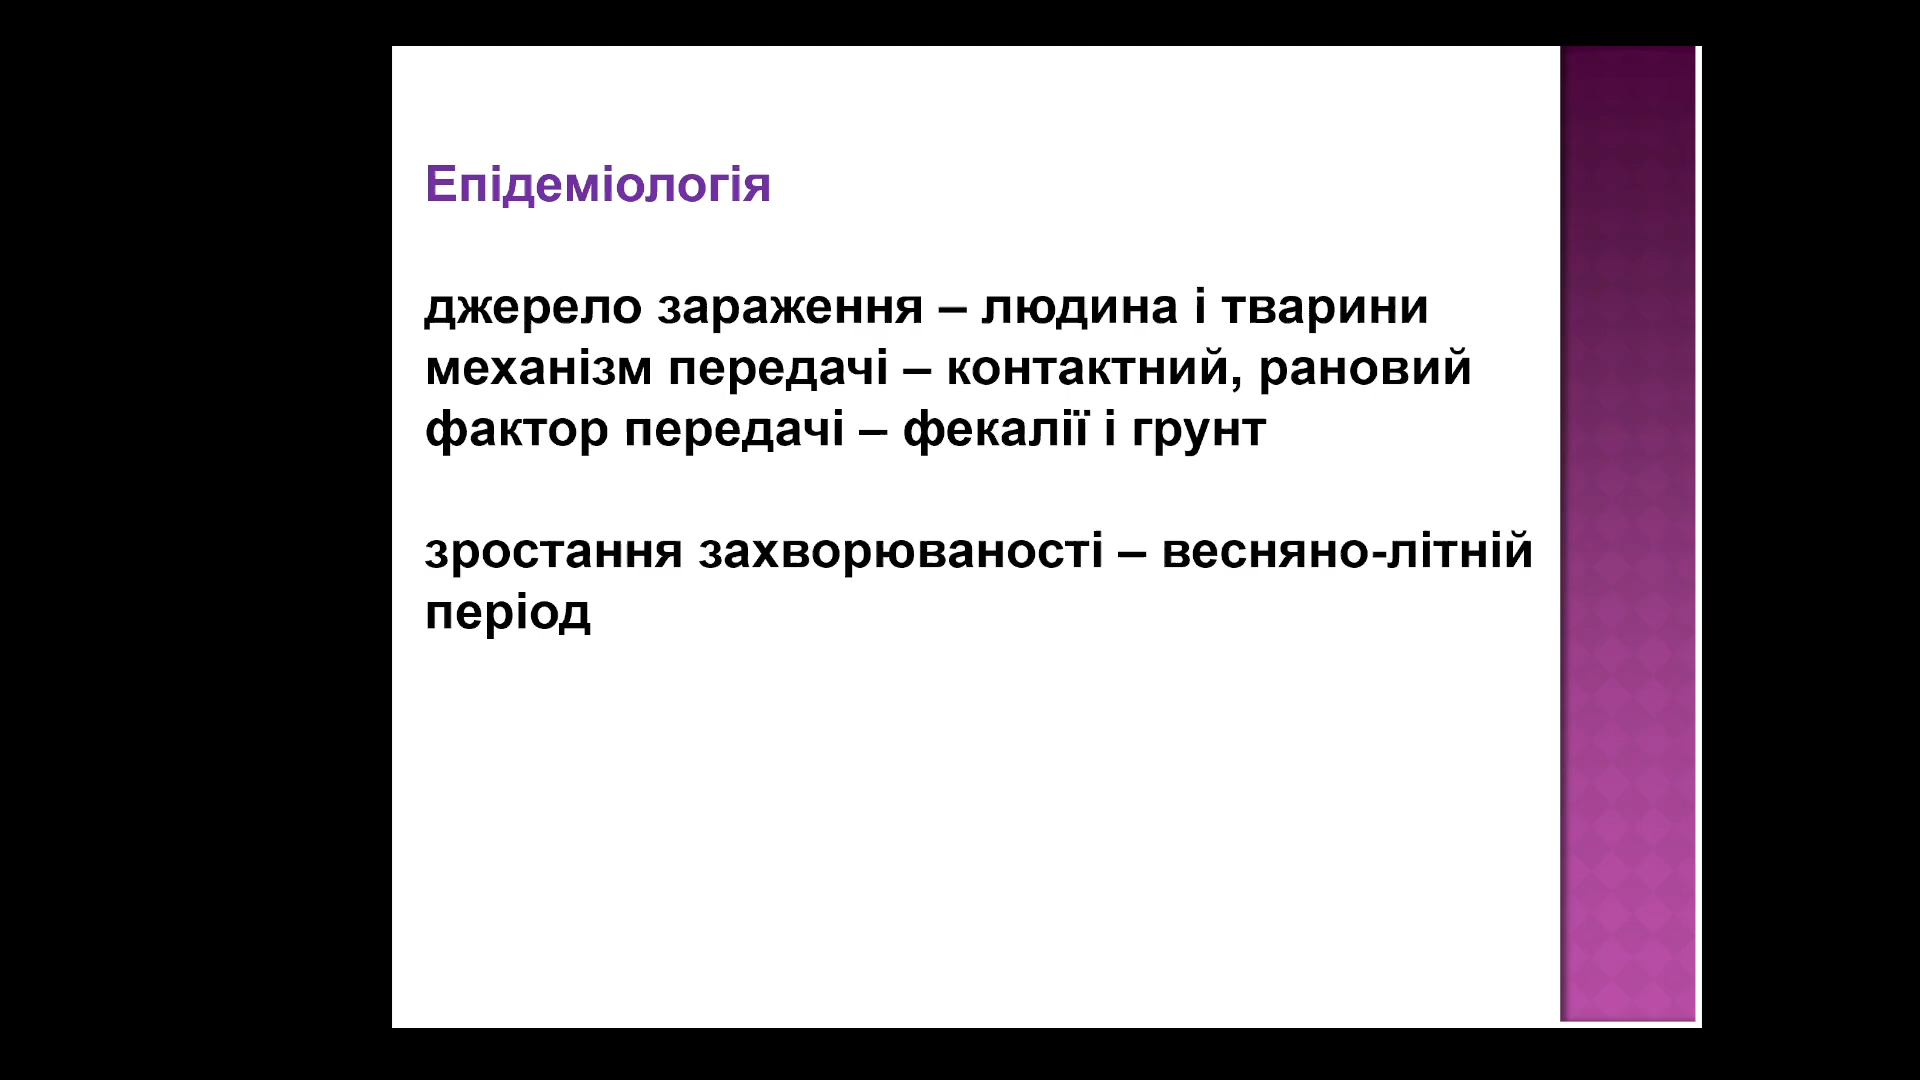 Епідеміологія
джерело зараження – людина і тварини
механізм передачі – контактний, рановий
фактор передачі – фекалії і грунт
зростання захворюваності – весняно-літній
період